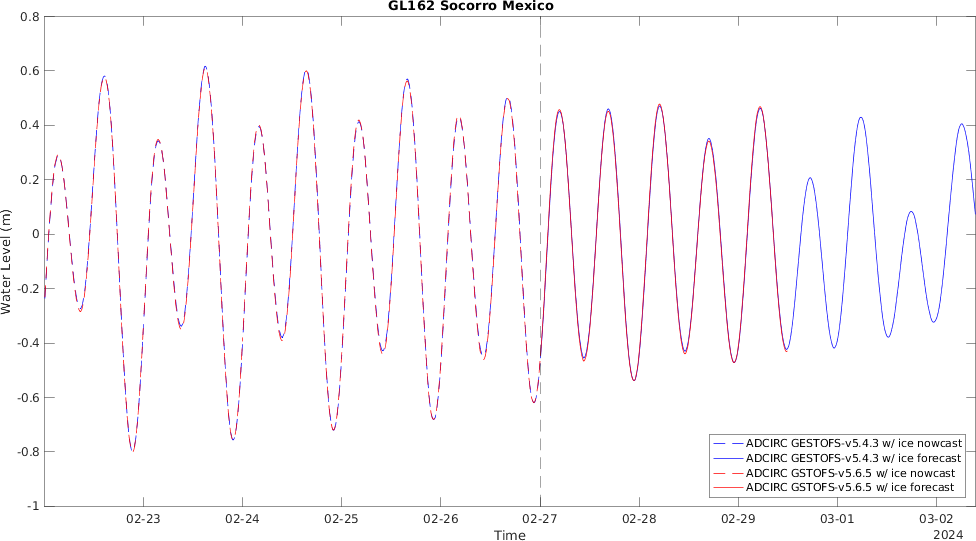 GL162 Socorro Mexico
0.8
0.6
0.4
0.2
0
-0.2
-0.4
-0.6
-0.8
-1
Water Level (m)
ADCIRC GESTOFS-v5.4.3 w/ ice nowcast
ADCIRC GESTOFS-v5.4.3 w/ ice forecast
ADCIRC GSTOFS-v5.6.5 w/ ice nowcast
ADCIRC GSTOFS-v5.6.5 w/ ice forecast
02-23 02-24 02-25 02-26 02-27 02-28 02-29 03-01 03-02
Time
2024